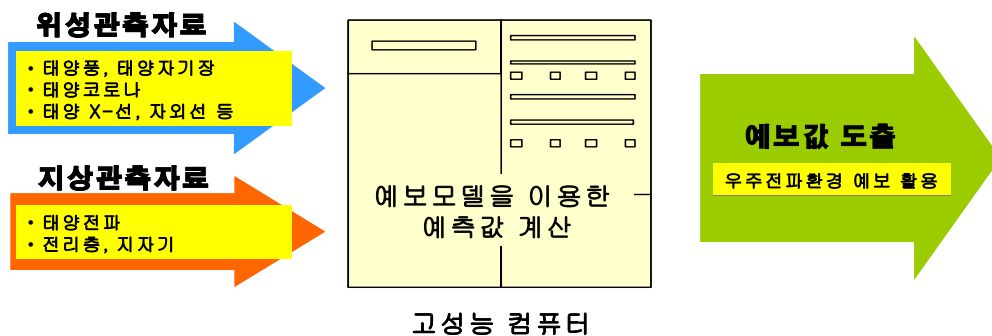 위성관측자료
• 태양풍, 태양자기장
• 태양코로나
• 태양 X-선, 자외선 등
지상관측자료
• 태양전파
• 전리층, 지자기
예보모델을 이용한
예측값 계산
고성능 컴퓨터
예보값 도출
우주전파환경 예보 활용